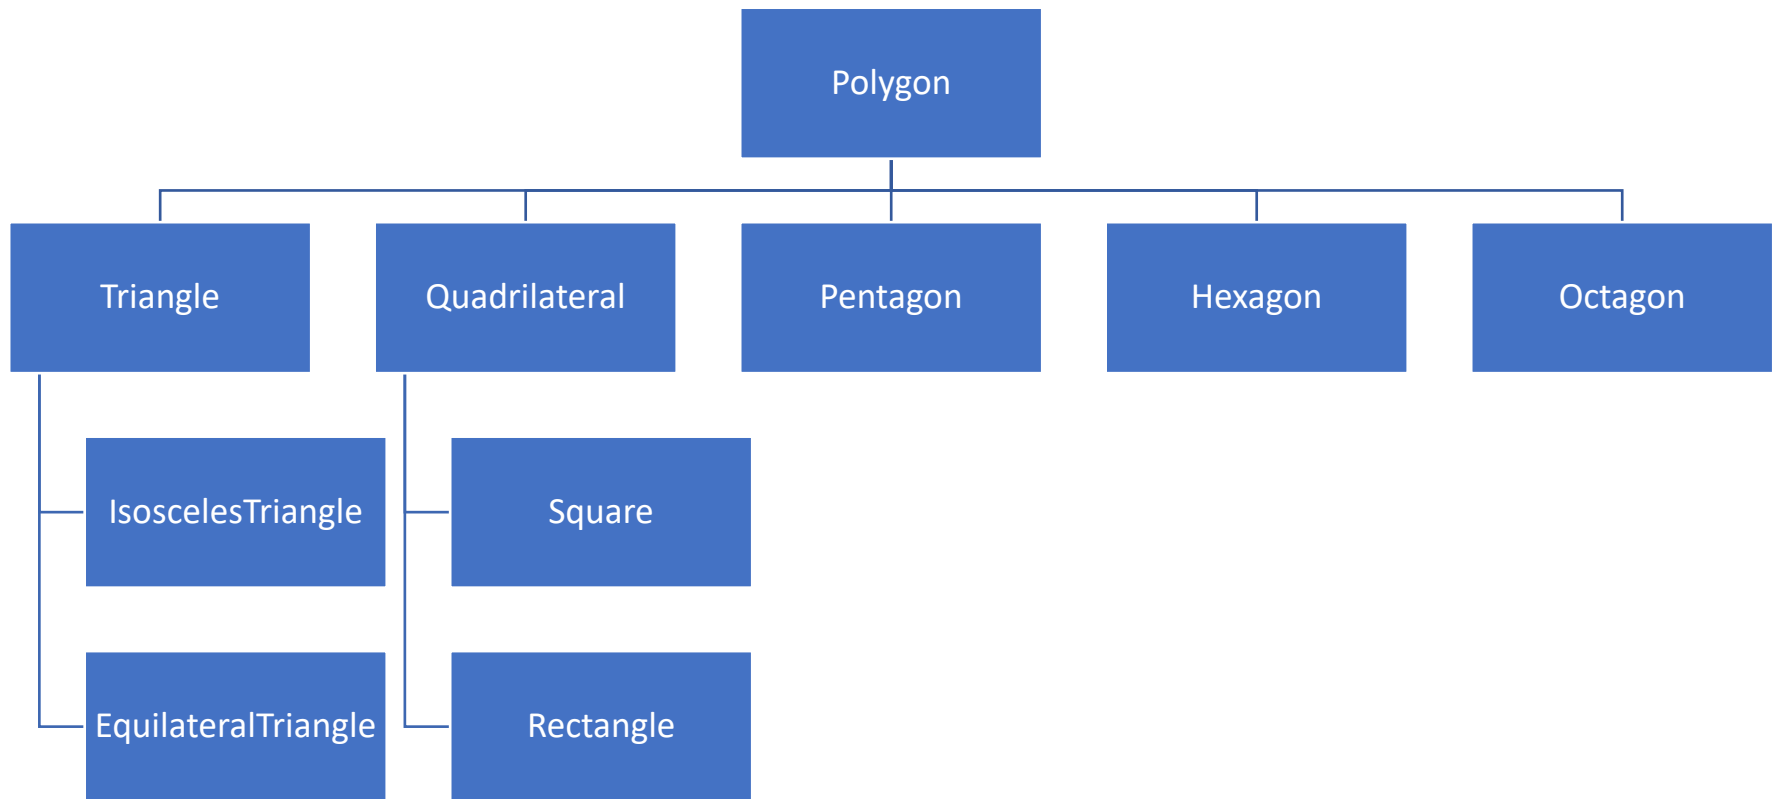 Polygon
Triangle
Quadrilateral
Pentagon
Hexagon
Octagon
IsoscelesTriangle
Square
EquilateralTriangle
Rectangle